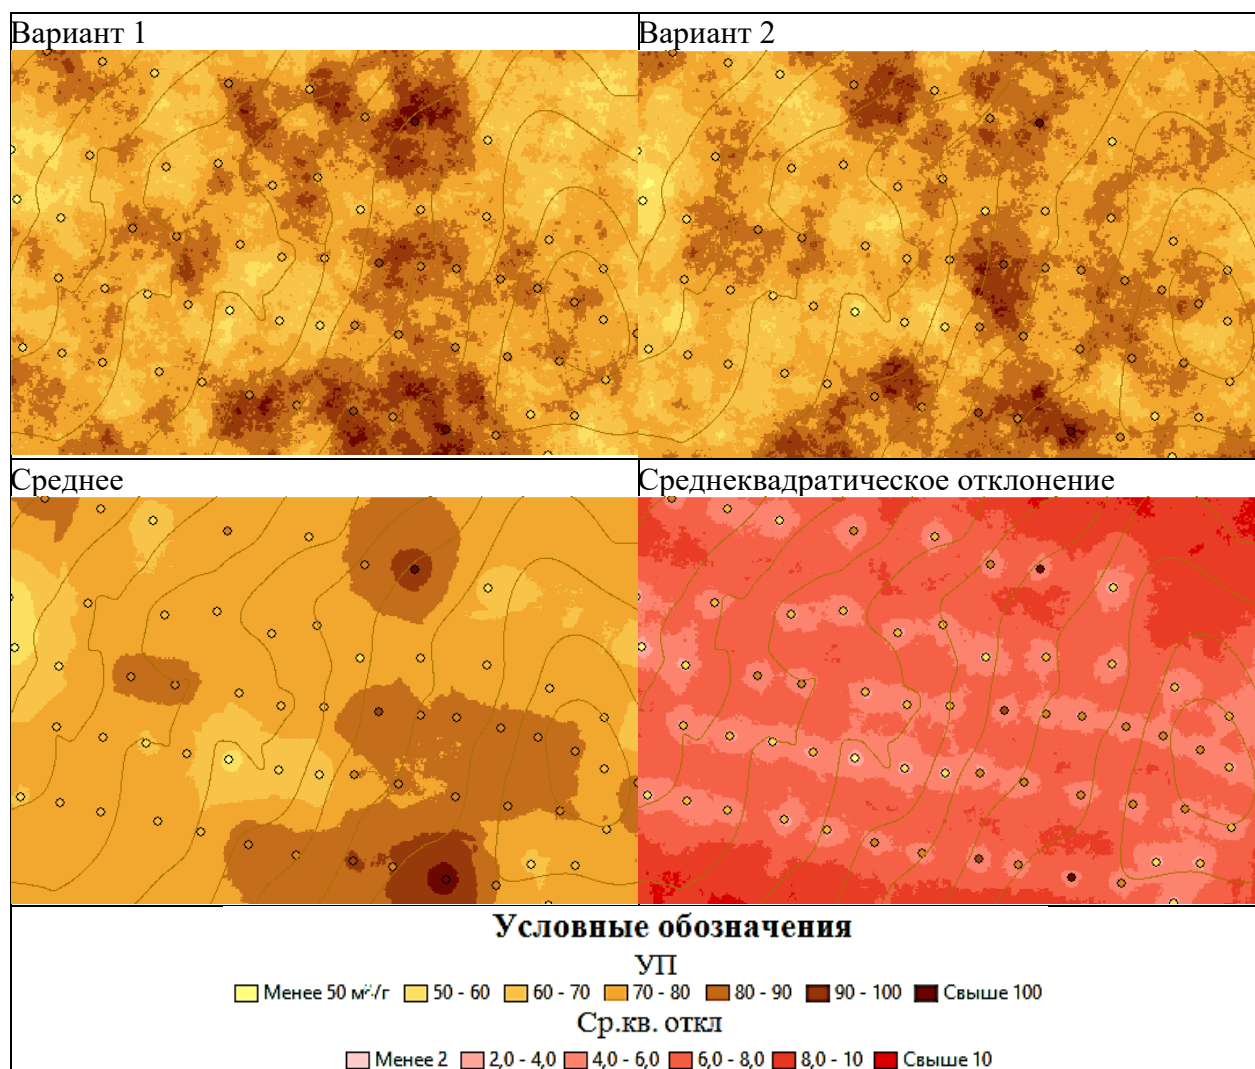 Вариант 1
Вариант 2
Среднее
Среднеквадратическое отклонение
Условные обозначения
УП
Менее 50 м²/г 50 - 60 60 - 70 70 - 80 80 - 90 90 - 100 Свыше 100
Ср.кв. откл
Менее 2 2,0 - 4,0 4,0 - 6,0 6,0 - 8,0 8,0 - 10 Свыше 10